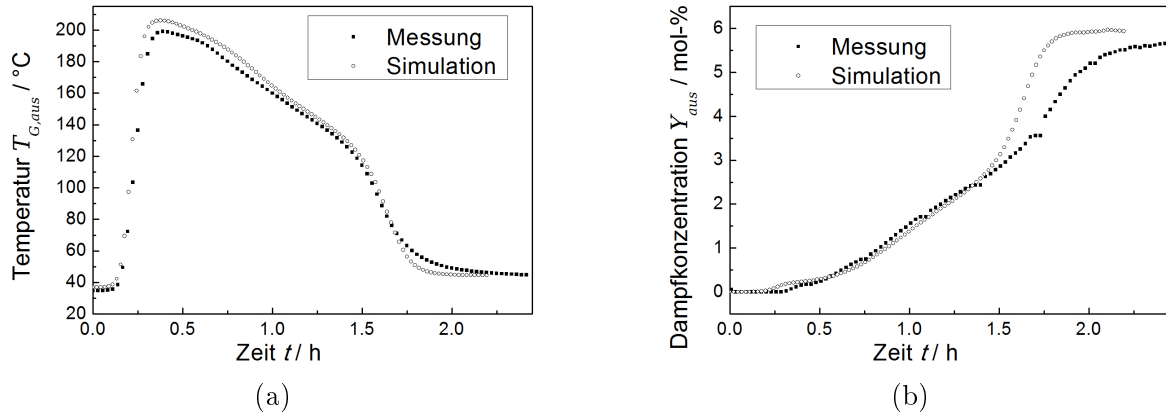 Temperatur T_G,aus / °C
200
180
160
140
120
100
80
60
40
20
Messung
Simulation
0.0 0.5 1.0 1.5 2.0
Zeit t / h
(a)
Dampfkonzentration Y_aus / mol-%
6
5
4
3
2
1
0
Messung
Simulation
0.0 0.5 1.0 1.5 2.0
Zeit t / h
(b)